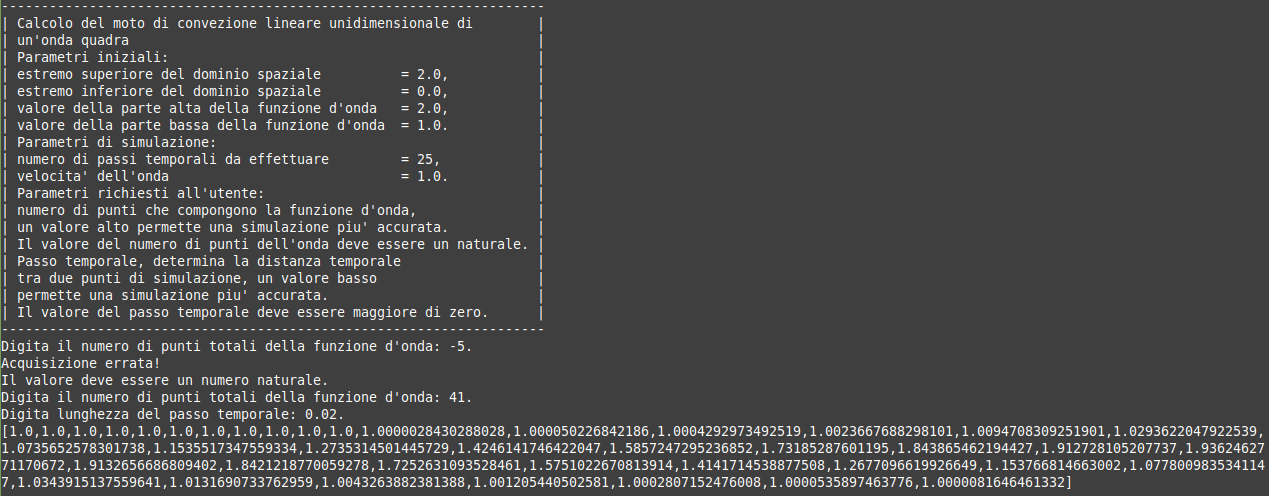 --------------------------------------------------------------------
| Calcolo del moto di convezione lineare unidimensionale di        |
| un'onda quadra                                                   |
| Parametri iniziali:                                              |
| estremo superiore del dominio spaziale          = 2.0,           |
| estremo inferiore del dominio spaziale          = 0.0,           |
| valore della parte alta della funzione d'onda   = 2.0,           |
| valore della parte bassa della funzione d'onda  = 1.0.           |
| Parametri di simulazione:                                        |
| numero di passi temporali da effettuare         = 25,            |
| velocita' dell'onda                             = 1.0.           |
| Parametri richiesti all'utente:                                  |
| numero di punti che compongono la funzione d'onda,               |
| un valore alto permette una simulazione piu' accurata.           |
| Il valore del numero di punti dell'onda deve essere un naturale. |
| Passo temporale, determina la distanza temporale                 |
| tra due punti di simulazione, un valore basso                    |
| permette una simulazione piu' accurata.                          |
| Il valore del passo temporale deve essere maggiore di zero.      |
--------------------------------------------------------------------
Digita il numero di punti totali della funzione d'onda: -5.
Acquisizione errata!
Il valore deve essere un numero naturale.
Digita il numero di punti totali della funzione d'onda: 41.
Digita lunghezza del passo temporale: 0.02.
[1.0,1.0,1.0,1.0,1.0,1.0,1.0,1.0,1.0,1.0,1.0,1.0000028430288028,1.000050226842186,1.0004292973492519,1.0023667688298101,1.0094708309251901,1.0293622047922539,
1.0735652578301738,1.1535517347559334,1.2735314501445729,1.4246141746422047,1.5857247295236852,1.73185287601195,1.843865462194427,1.912728105207737,1.93624627
71170672,1.9132656686809402,1.8421218770059278,1.7252631093528461,1.5751022670813914,1.4141714538877508,1.2677096619926649,1.153766814663002,1.077800983534114
7,1.0343915137559641,1.0131690733762959,1.0043263882381388,1.001205440502581,1.0002807152476008,1.0000535897463776,1.0000081646461332]